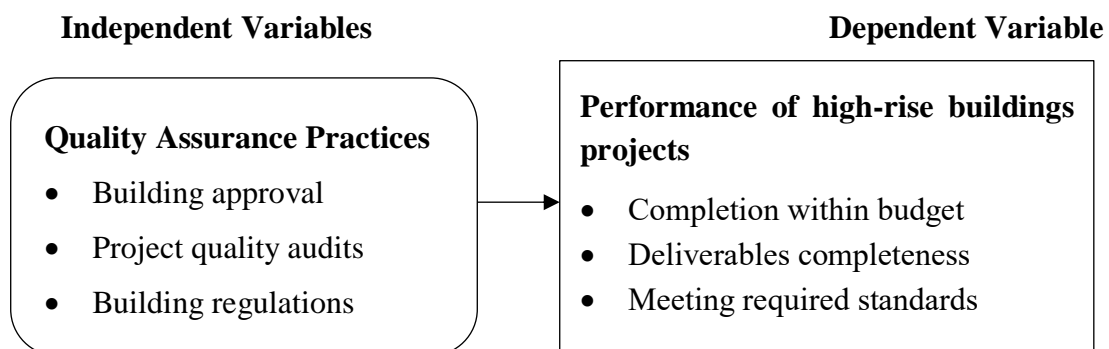 Independent Variables
Dependent Variable
Quality Assurance Practices
• Building approval
• Project quality audits
• Building regulations
Performance of high-rise buildings
projects
• Completion within budget
• Deliverables completeness
• Meeting required standards